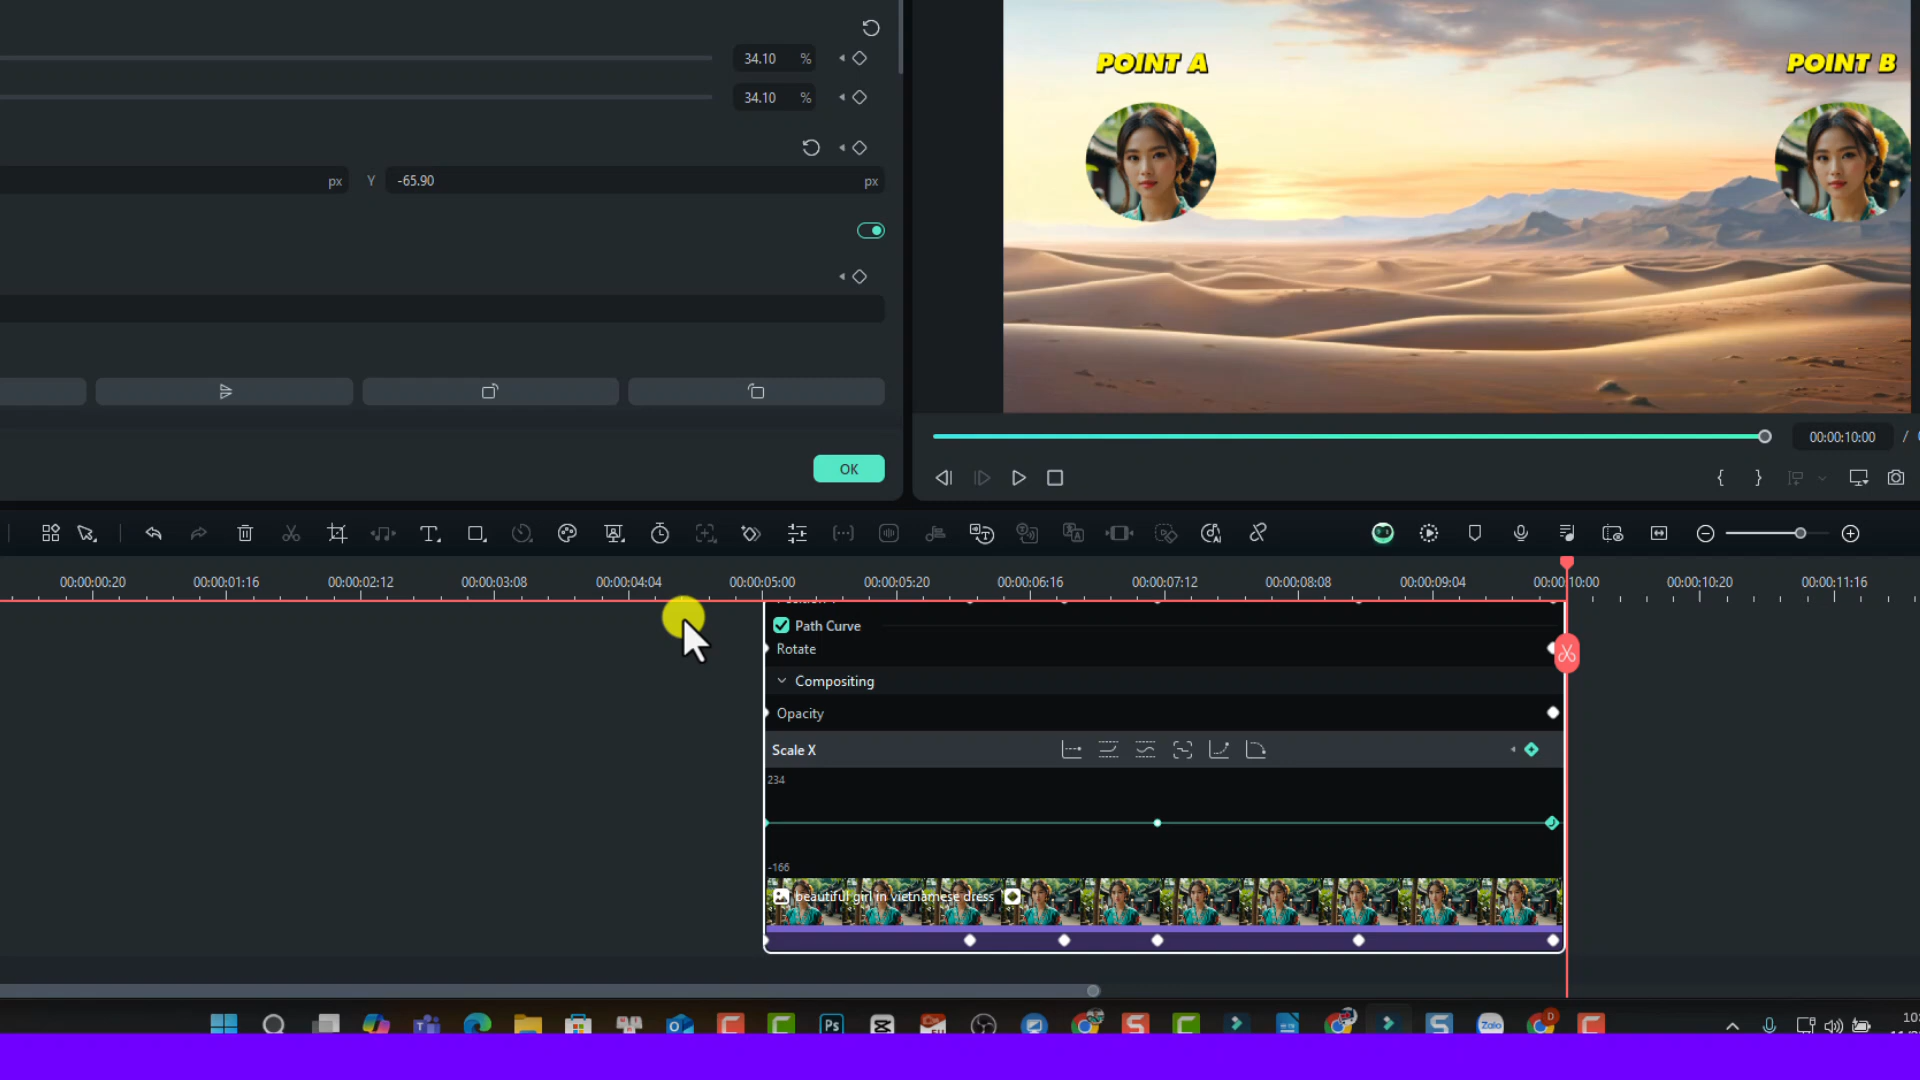 34.10 %
34.10 %
px Y -65.90 px
OK
POINT A
POINT B
00:00:10:00 /
00:00:00:20 00:00:01:16 00:00:02:12 00:00:03:08 00:00:04:04 00:00:05:00 00:00:05:20 00:00:06:16 00:00:07:12 00:00:08:08 00:00:09:04 00:00:10:00 00:00:10:20 00:00:11:16
Path Curve
Rotate
Compositing
Opacity
Scale X
234
-166
beautiful girl in vietnamese dress
Ps
Zalo